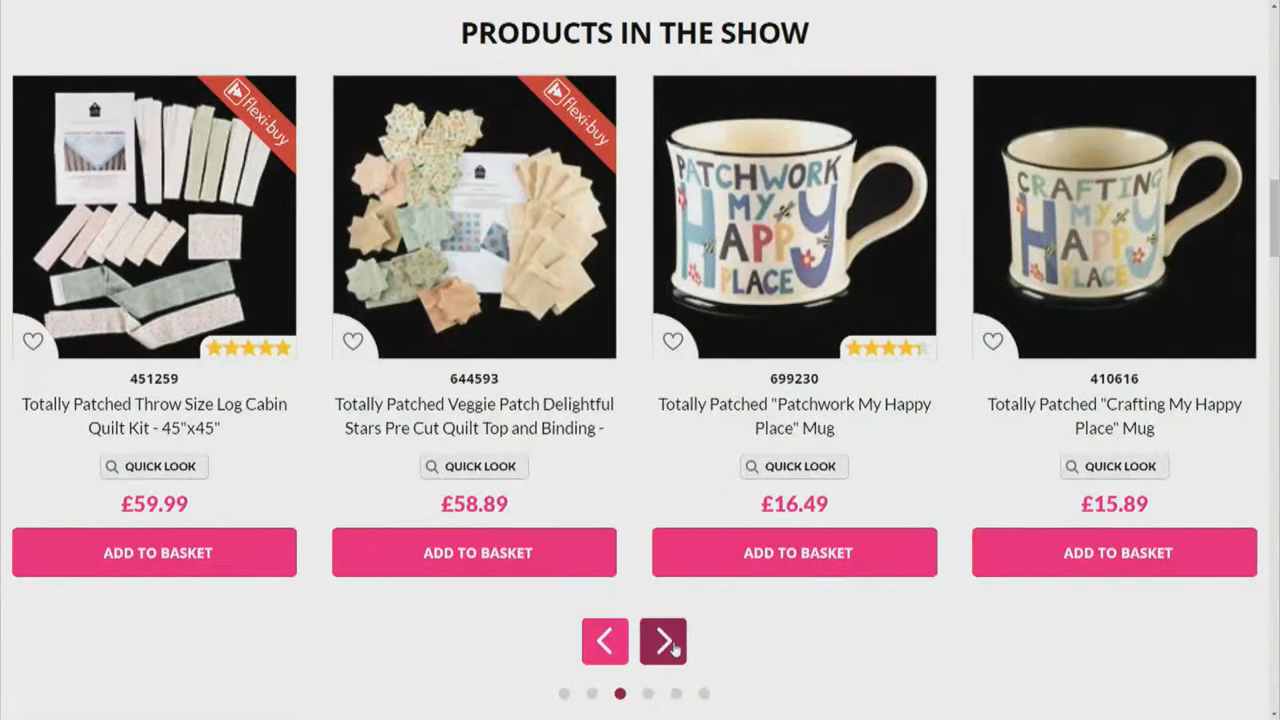 PRODUCTS IN THE SHOW
flexi-buy
flexi-buy
PATCHWORK
MY
HAPPY
PLACE
CRAFTING
MY
HAPPY
PLACE
451259
Totally Patched Throw Size Log Cabin
Quilt Kit - 45"x45"
QUICK LOOK
£59.99
ADD TO BASKET
644593
Totally Patched Veggie Patch Delightful
Stars Pre Cut Quilt Top and Binding -
QUICK LOOK
£58.89
ADD TO BASKET
699230
Totally Patched "Patchwork My Happy
Place" Mug
QUICK LOOK
£16.49
ADD TO BASKET
410616
Totally Patched "Crafting My Happy
Place" Mug
QUICK LOOK
£15.89
ADD TO BASKET